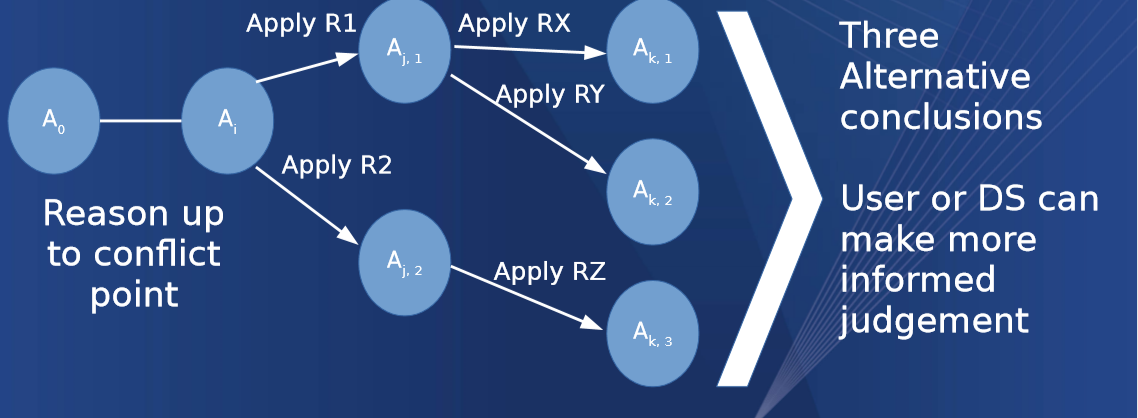 Apply R1
Apply RX
Three
Alternative
conclusions
A0
Ai
Aj, 1
Ak, 1
Apply RY
Apply R2
Ak, 2
User or DS can
make more
informed
judgement
Reason up
to conflict
point
Aj, 2
Apply RZ
Ak, 3